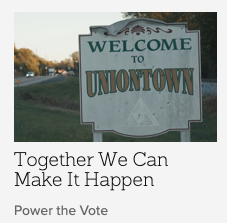 WELCOME
TO
UNIONTOWN
Together We Can
Make It Happen
Power the Vote